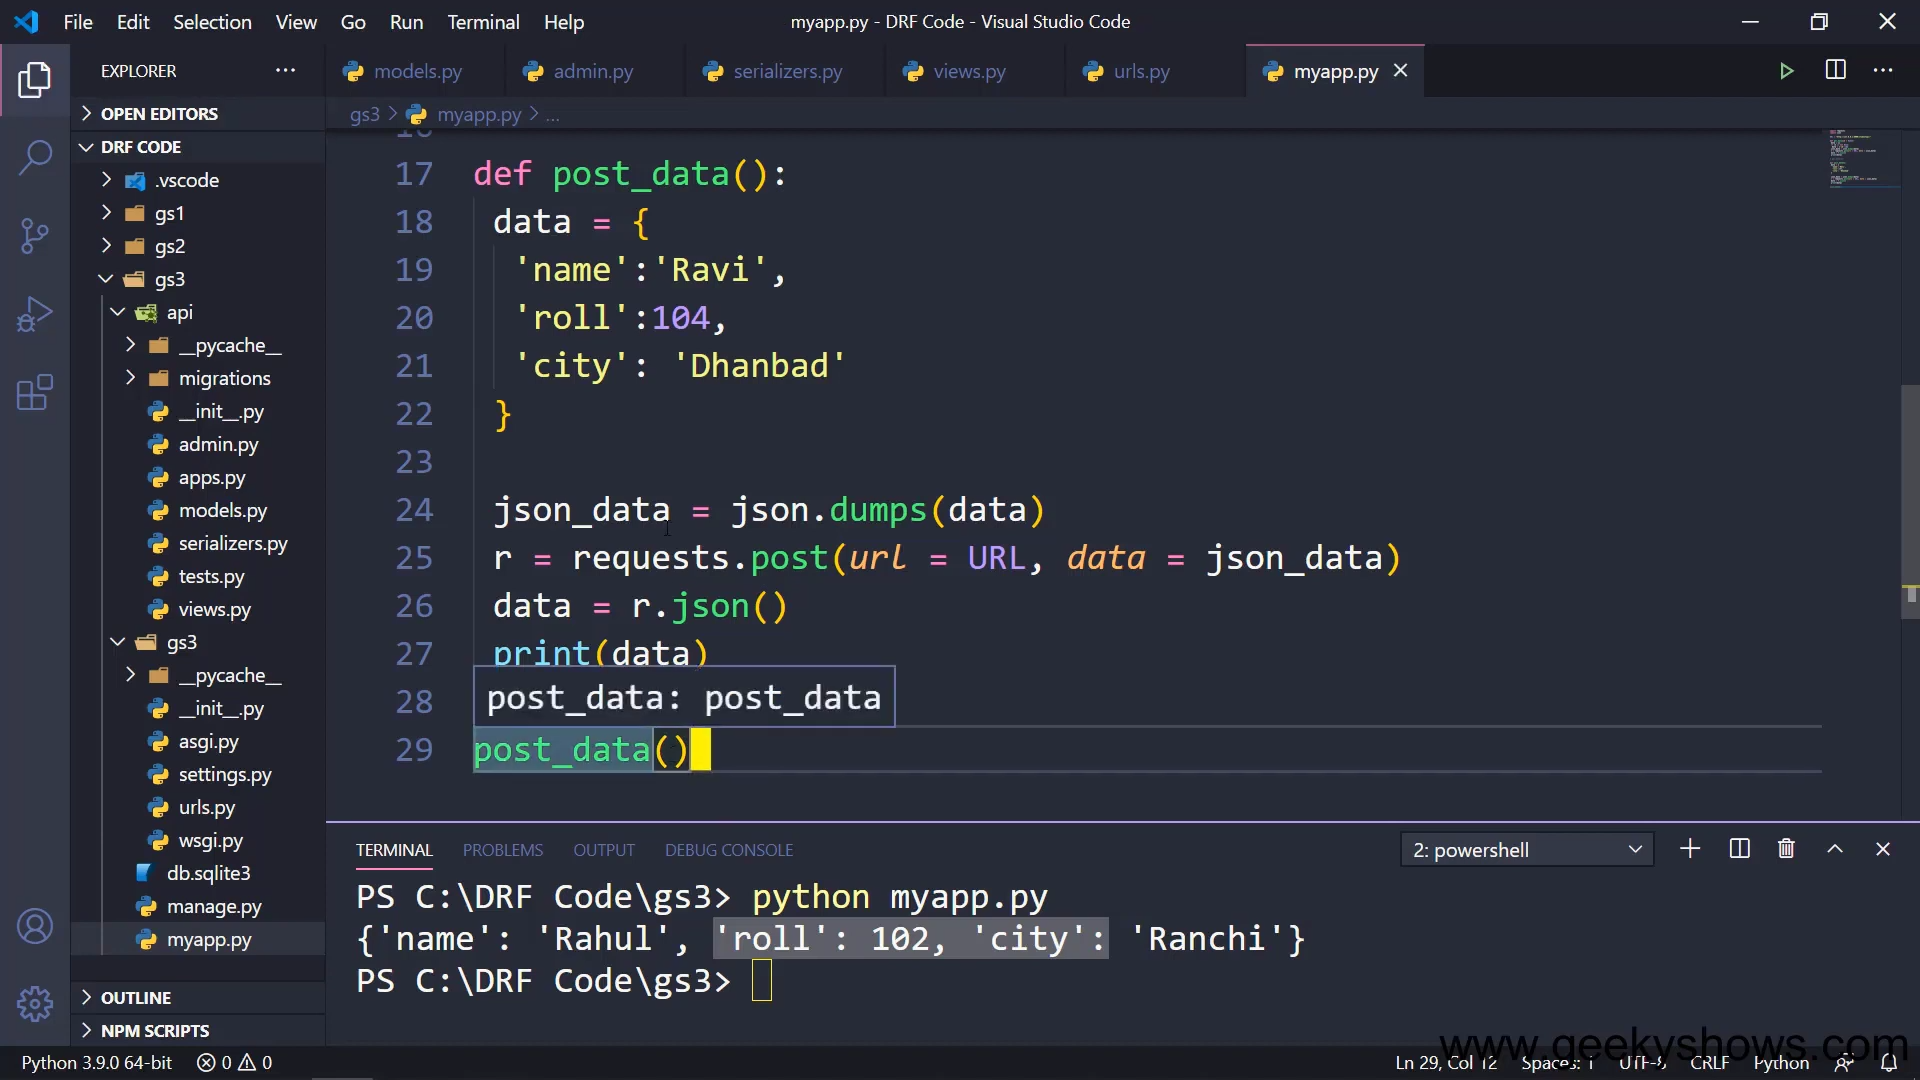 File Edit Selection View Go Run Terminal Help
myapp.py - DRF Code - Visual Studio Code
EXPLORER
models.py admin.py serializers.py views.py urls.py myapp.py
OPEN EDITORS
gs3 > myapp.py > ...
DRF CODE
.vscode
gs1
gs2
gs3
api
__pycache__
migrations
__init__.py
admin.py
apps.py
models.py
serializers.py
tests.py
views.py
gs3
__pycache__
__init__.py
asgi.py
settings.py
urls.py
wsgi.py
db.sqlite3
manage.py
myapp.py
OUTLINE
NPM SCRIPTS
16
17 def post_data():
18 data = {
19 'name':'Ravi',
20 'roll':104,
21 'city': 'Dhanbad'
22 }
23
24 json_data = json.dumps(data)
25 r = requests.post(url = URL, data = json_data)
26 data = r.json()
27 print(data)
28
post_data: post_data
29 post_data()
TERMINAL PROBLEMS OUTPUT DEBUG CONSOLE
2: powershell
PS C:\DRF Code\gs3> python myapp.py
{'name': 'Rahul', 'roll': 102, 'city': 'Ranchi'}
PS C:\DRF Code\gs3>
www.geekyshows.com
Python 3.9.0 64-bit 0 0
Ln 29, Col 12 Spaces: 1 UTF-8 CRLF Python